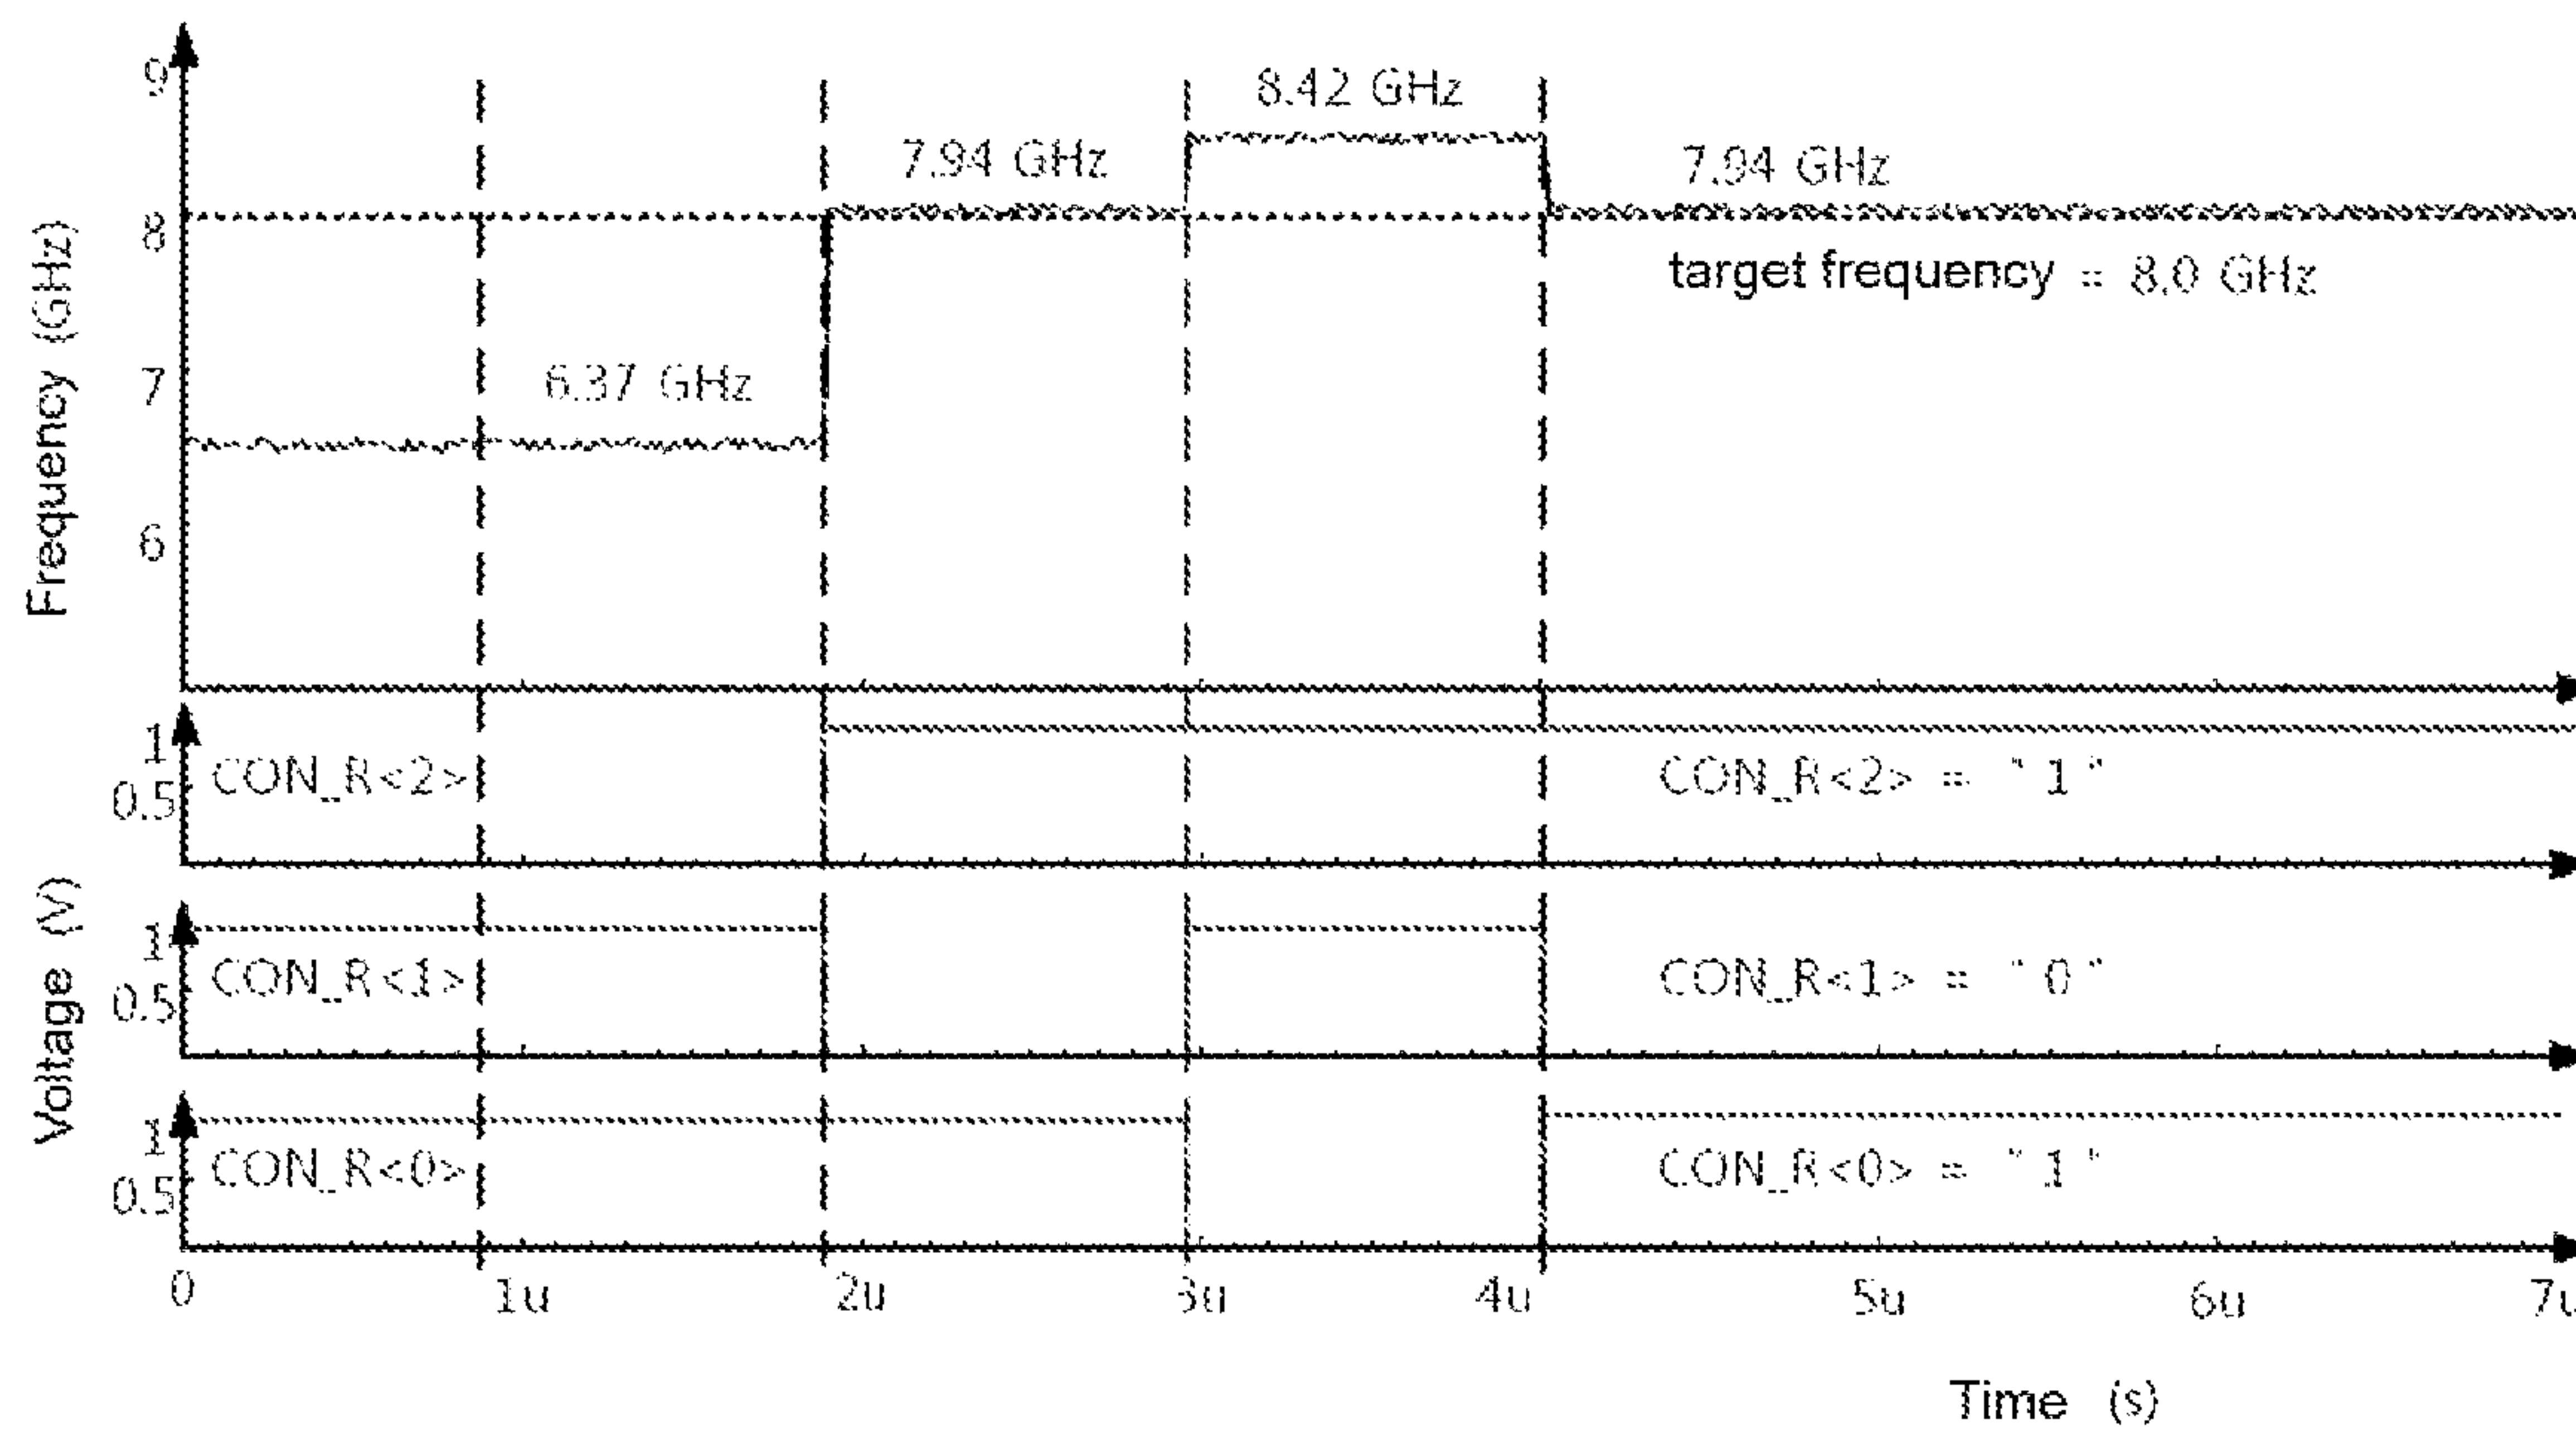 Frequency (GHz)
9
8
7
6
8.42 GHz
7.94 GHz
7.94 GHz
target frequency = 8.0 GHz
6.37 GHz
Voltage (V)
1
0.5
CON_R<2>
CON_R<2> = "1"
1
0.5
CON_R<1>
CON_R<1> = "0"
1
0.5
CON_R<0>
CON_R<0> = "1"
0 1u 2u 3u 4u 5u 6u 7u
Time (s)